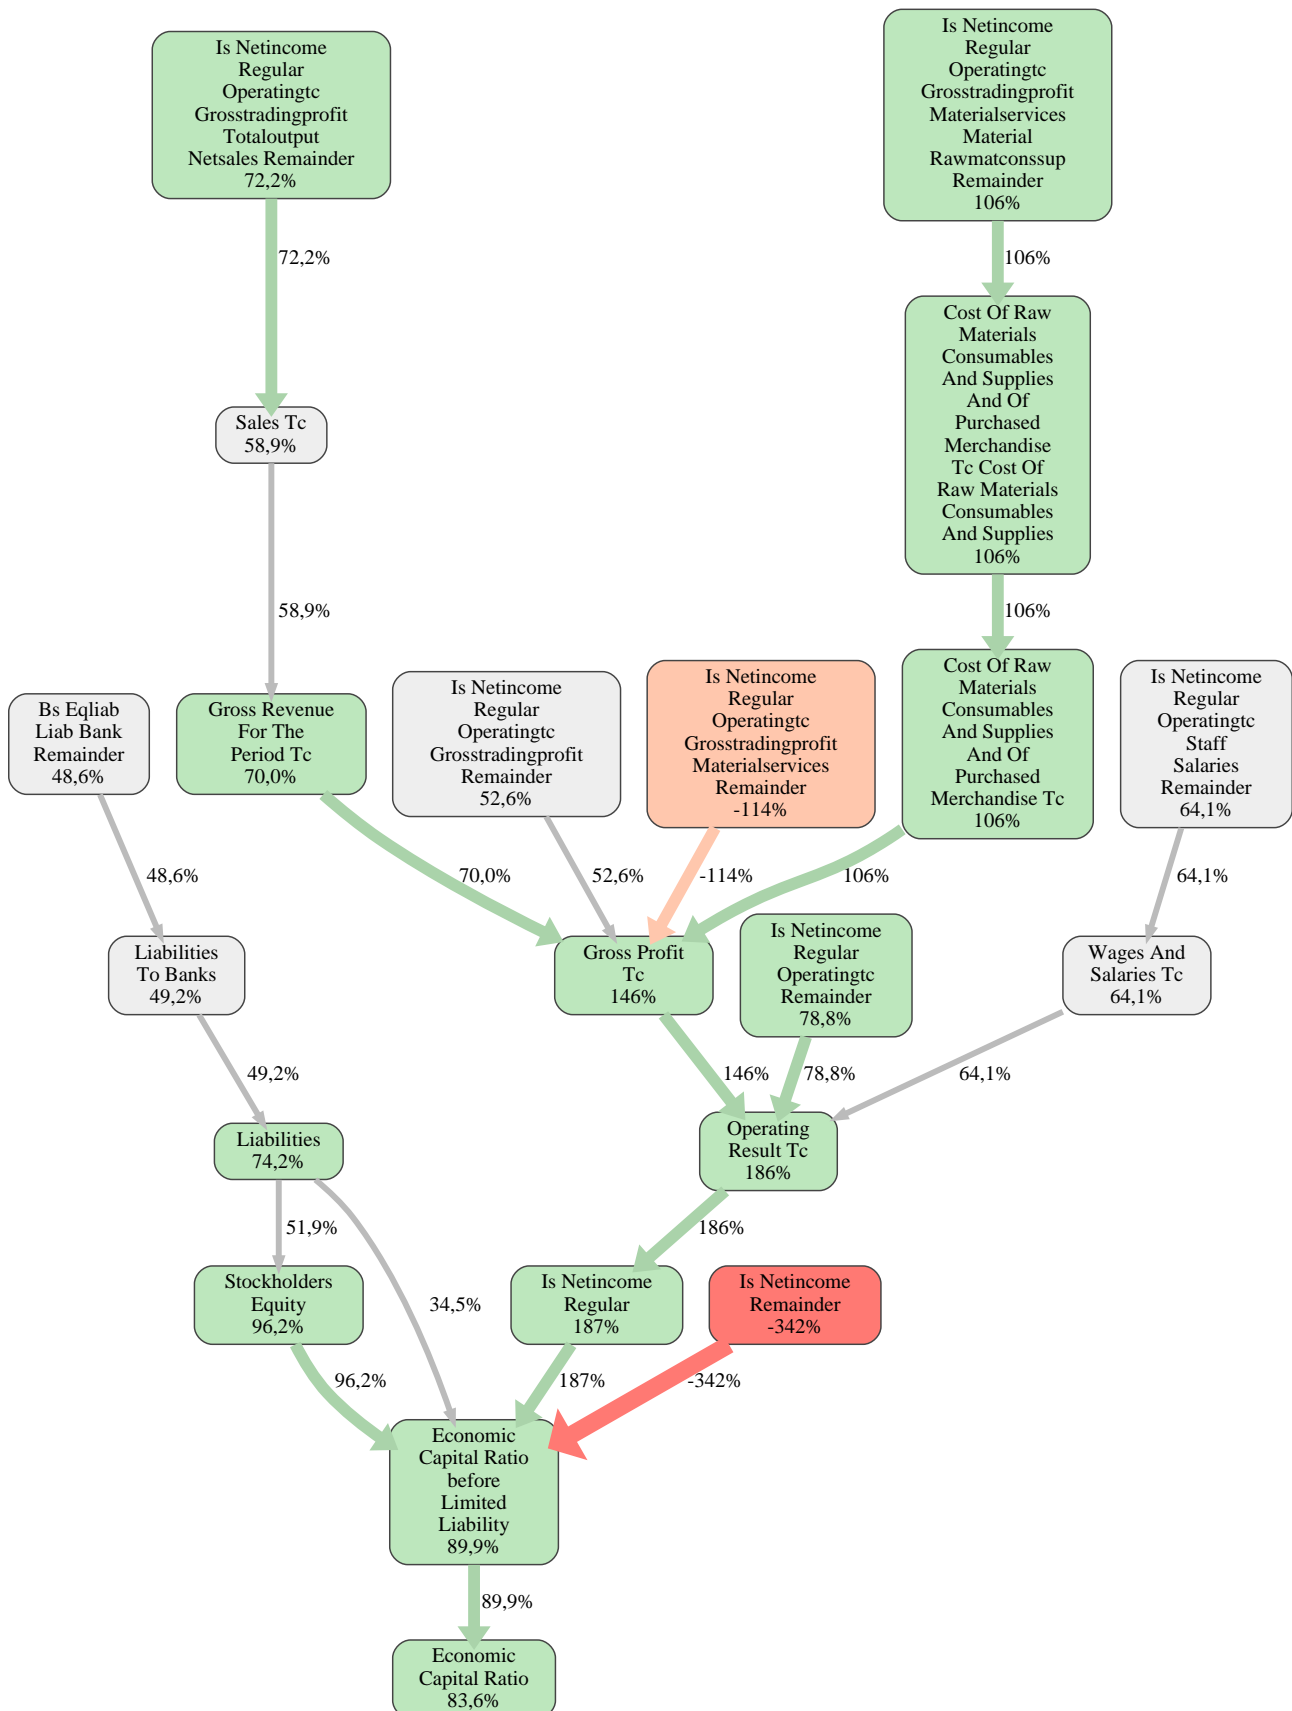 Is Netincome
Regular
Operatingtc
Grosstradingprofit
Totaloutput
Netsales Remainder
72,2%
Is Netincome
Regular
Operatingtc
Grosstradingprofit
Materialservices
Material
Rawmatconssup
Remainder
106%
72,2%
106%
Cost Of Raw
Materials
Consumables
And Supplies
And Of
Purchased
Merchandise
Tc Cost Of
Raw Materials
Consumables
And Supplies
106%
Sales Tc
58,9%
58,9%
106%
Bs Eqliab
Liab Bank
Remainder
48,6%
Gross Revenue
For The
Period Tc
70,0%
Is Netincome
Regular
Operatingtc
Grosstradingprofit
Remainder
52,6%
Is Netincome
Regular
Operatingtc
Grosstradingprofit
Materialservices
Remainder
-114%
Cost Of Raw
Materials
Consumables
And Supplies
And Of
Purchased
Merchandise Tc
106%
Is Netincome
Regular
Operatingtc
Staff
Salaries
Remainder
64,1%
48,6%
70,0%
52,6%
-114%
106%
64,1%
Liabilities
To Banks
49,2%
Gross Profit
Tc
146%
Is Netincome
Regular
Operatingtc
Remainder
78,8%
Wages And
Salaries Tc
64,1%
49,2%
146%
78,8%
64,1%
Liabilities
74,2%
Operating
Result Tc
186%
51,9%
186%
Stockholders
Equity
96,2%
34,5%
Is Netincome
Regular
187%
Is Netincome
Remainder
-342%
96,2%
187%
-342%
Economic
Capital Ratio
before
Limited
Liability
89,9%
89,9%
Economic
Capital Ratio
83,6%